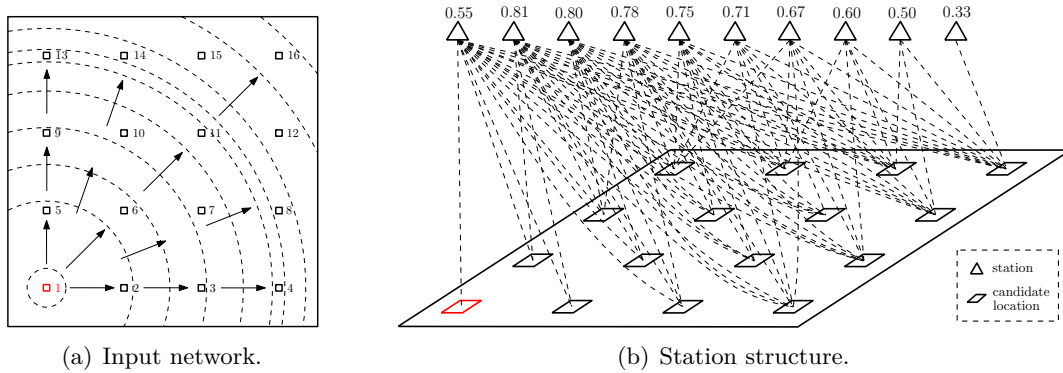 13 14 15 16
9 10 11 12
5 6 7 8
1 2 3 4
(a) Input network.
0.55 0.81 0.80 0.78 0.75 0.71 0.67 0.60 0.50 0.33
station
candidate
location
(b) Station structure.